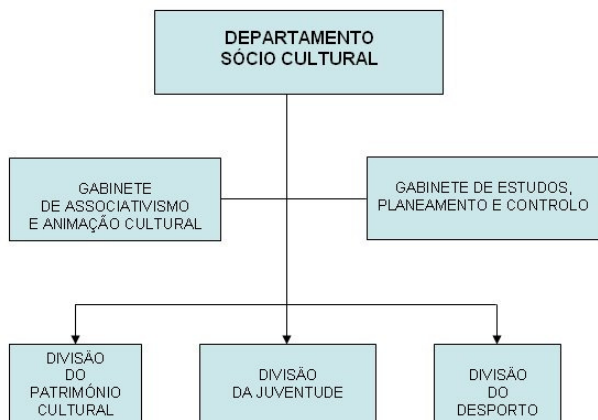 DEPARTAMENTO
SÓCIO CULTURAL
GABINETE
DE ASSOCIATIVISMO
E ANIMAÇÃO CULTURAL
GABINETE DE ESTUDOS,
PLANEAMENTO E CONTROLO
DIVISÃO
DO
PATRIMÓNIO
CULTURAL
DIVISÃO
DA JUVENTUDE
DIVISÃO
DO
DESPORTO